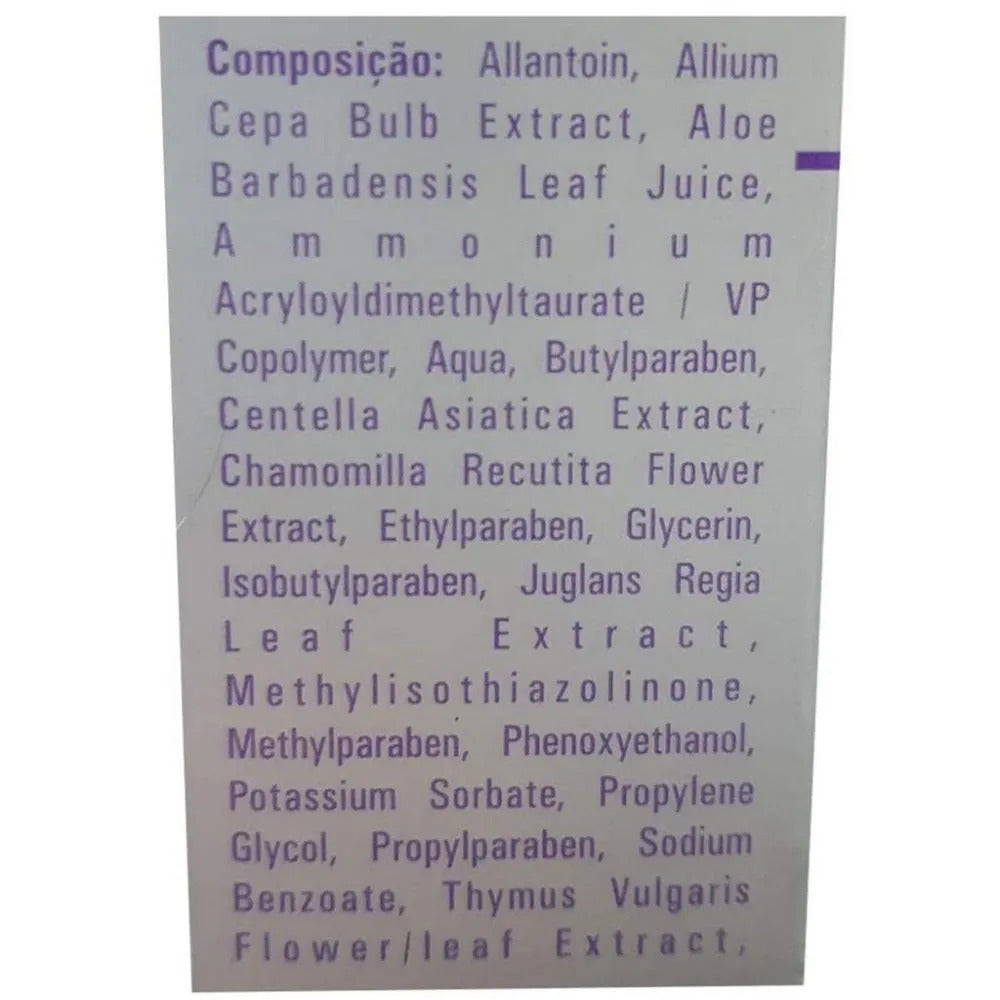 Composição: Allantoin, Allium
Cepa Bulb Extract, Aloe
Barbadensis Leaf Juice,
Ammonium
Acryloyldimethyltaurate / VP
Copolymer, Aqua, Butylparaben,
Centella Asiatica Extract,
Chamomilla Recutita Flower
Extract, Ethylparaben, Glycerin,
Isobutylparaben, Juglans Regia
Leaf Extract,
Methylisothiazolinone,
Methylparaben, Phenoxyethanol,
Potassium Sorbate, Propylene
Glycol, Propylparaben, Sodium
Benzoate, Thymus Vulgaris
Flower/leaf Extract,